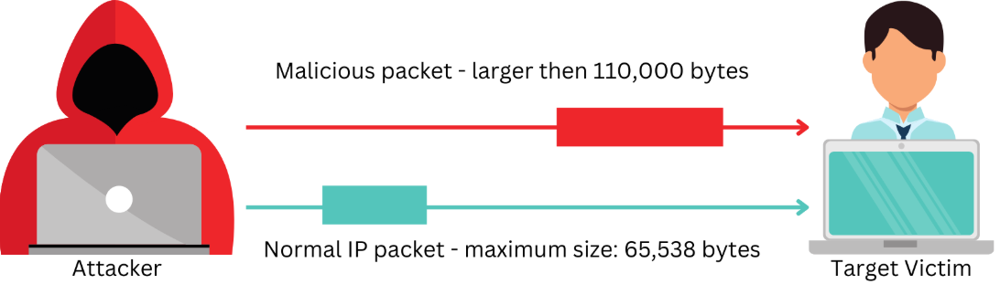 Malicious packet - larger then 110,000 bytes
Normal IP packet - maximum size: 65,538 bytes
Attacker
Target Victim